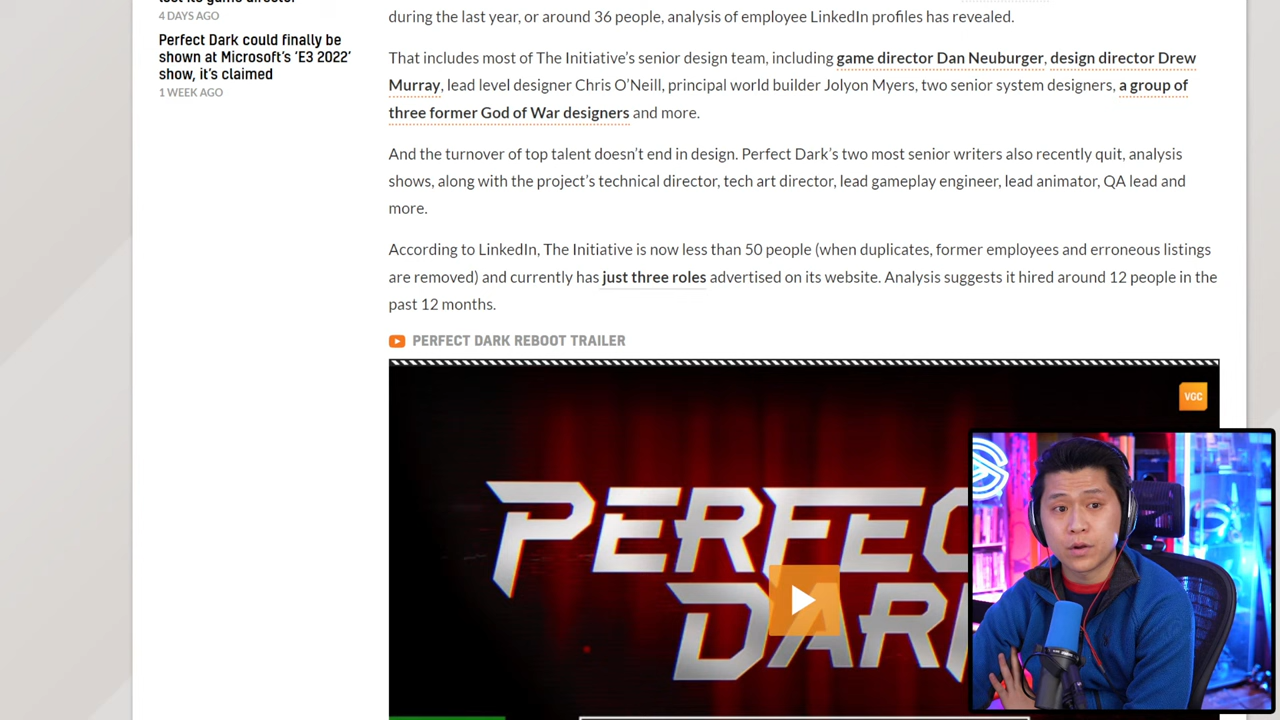 4 DAYS AGO
Perfect Dark could finally be
shown at Microsoft's 'E3 2022'
show, it's claimed
1 WEEK AGO
during the last year, or around 36 people, analysis of employee LinkedIn profiles has revealed.
That includes most of The Initiative's senior design team, including game director Dan Neuburger, design director Drew
Murray, lead level designer Chris O'Neill, principal world builder Jolyon Myers, two senior system designers, a group of
three former God of War designers and more.
And the turnover of top talent doesn't end in design. Perfect Dark's two most senior writers also recently quit, analysis
shows, along with the project's technical director, tech art director, lead gameplay engineer, lead animator, QA lead and
more.
According to LinkedIn, The Initiative is now less than 50 people (when duplicates, former employees and erroneous listings
are removed) and currently has just three roles advertised on its website. Analysis suggests it hired around 12 people in the
past 12 months.
PERFECT DARK REBOOT TRAILER
VGC
PERFEC
DARK